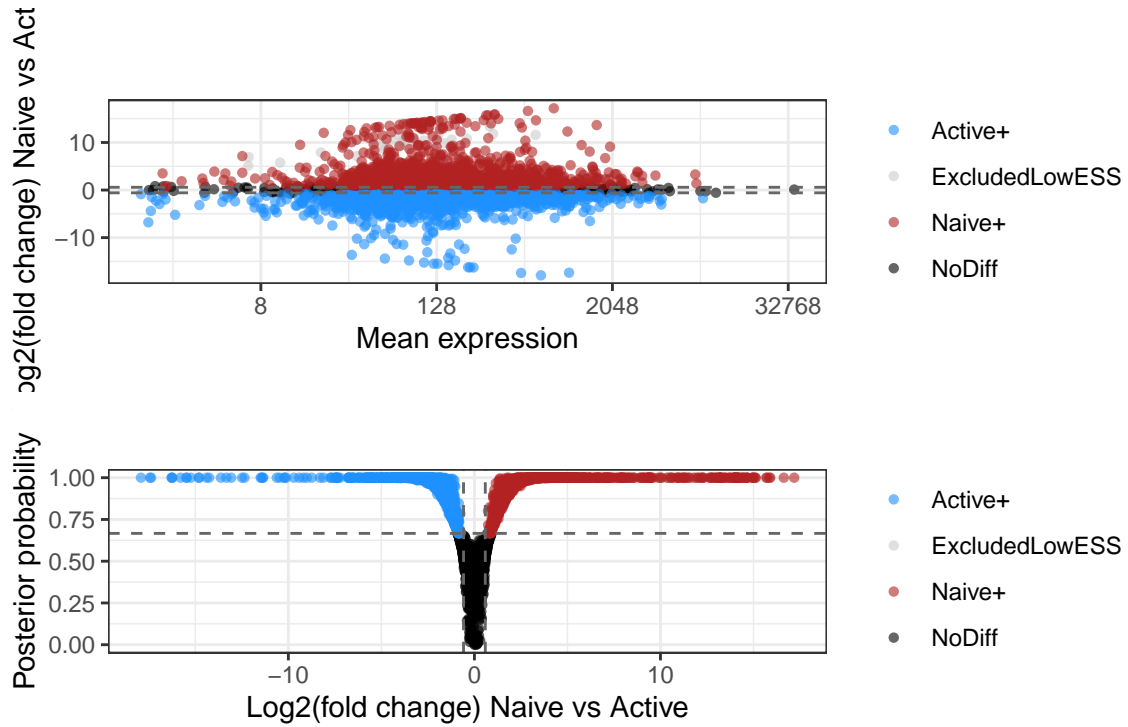 og2(fold change) Naive vs Act
10
0
−10
8
128
2048
32768
Mean expression
Active+
ExcludedLowESS
Naive+
NoDiff
Posterior probability
1.00
0.75
0.50
0.25
0.00
−10
0
10
Log2(fold change) Naive vs Active
Active+
ExcludedLowESS
Naive+
NoDiff